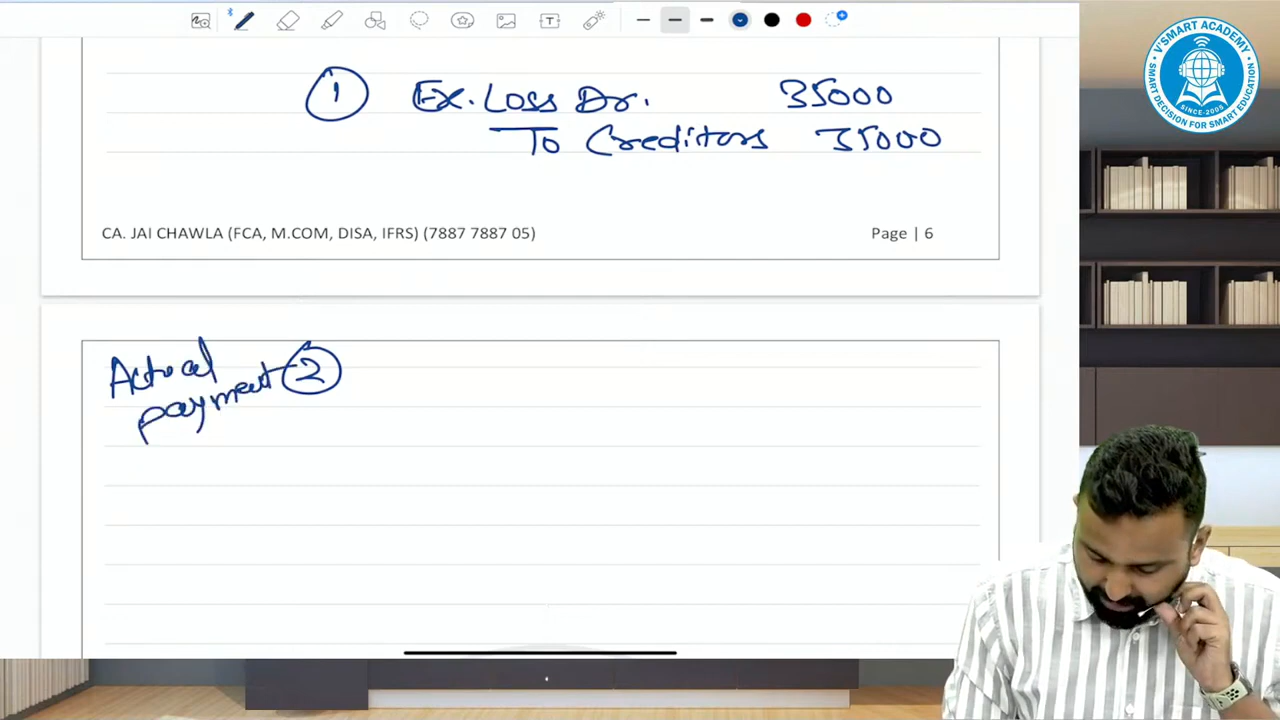 V'SMART ACADEMY
SMART DECISION FOR SMART EDUCATION
SINCE-2005
T
1 Ex. Loss Dr. 35000
To Creditors 35000
CA. JAI CHAWLA (FCA, M.COM, DISA, IFRS) (7887 7887 05) Page | 6
Actual
payment 2